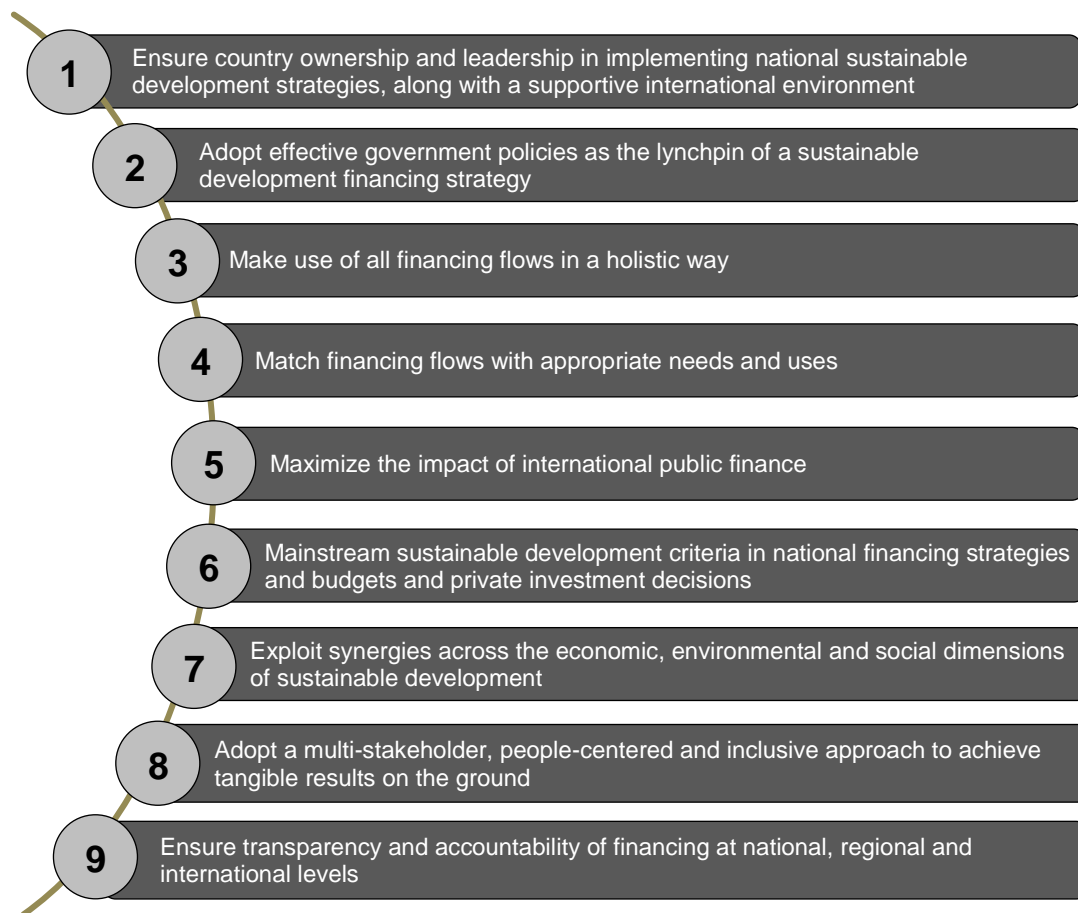 1
Ensure country ownership and leadership in implementing national sustainable
development strategies, along with a supportive international environment
2
Adopt effective government policies as the lynchpin of a sustainable
development financing strategy
3
Make use of all financing flows in a holistic way
4
Match financing flows with appropriate needs and uses
5
Maximize the impact of international public finance
6
Mainstream sustainable development criteria in national financing strategies
and budgets and private investment decisions
7
Exploit synergies across the economic, environmental and social dimensions
of sustainable development
8
Adopt a multi-stakeholder, people-centered and inclusive approach to achieve
tangible results on the ground
9
Ensure transparency and accountability of financing at national, regional and
international levels